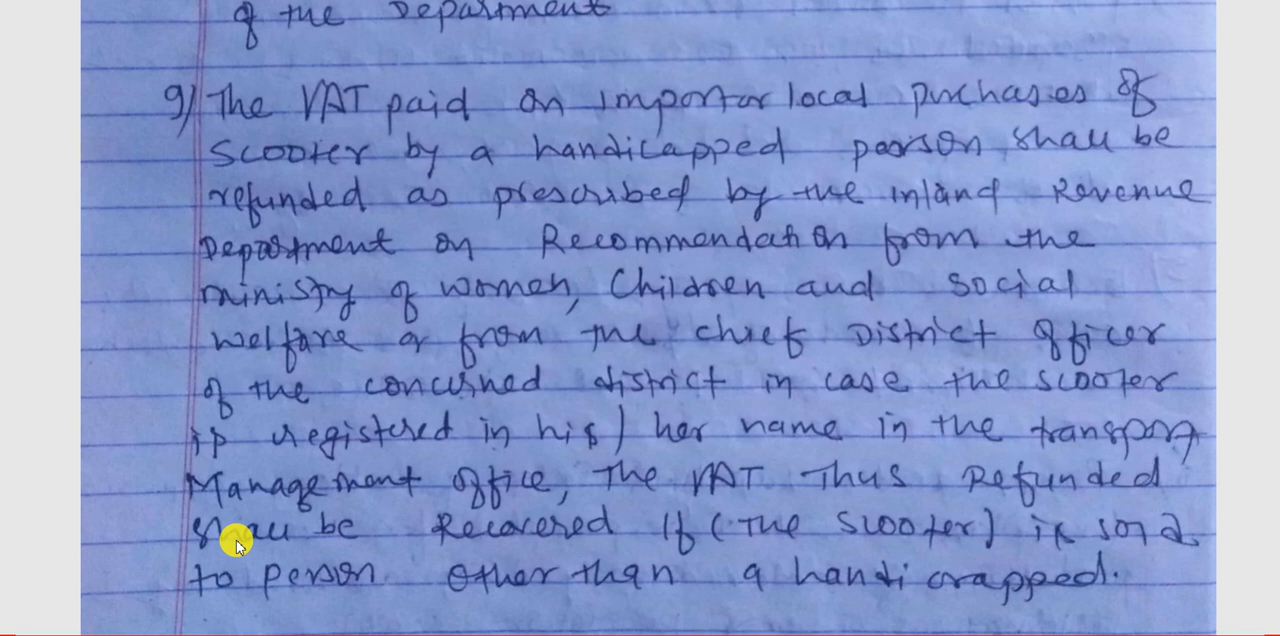 of the Department
9) The VAT paid on import or local purchases of
Scooter by a handicapped person shall be
refunded as prescribed by the inland Revenue
Department on Recommendation from the
ministry of women, Children and social
welfare or from the chief District Officer
of the concerned district in case the scooter
is registered in his / her name in the transport
Management office, The VAT Thus Refunded
shall be Recovered If (the scooter) is sold
to person other than a handicrapped.